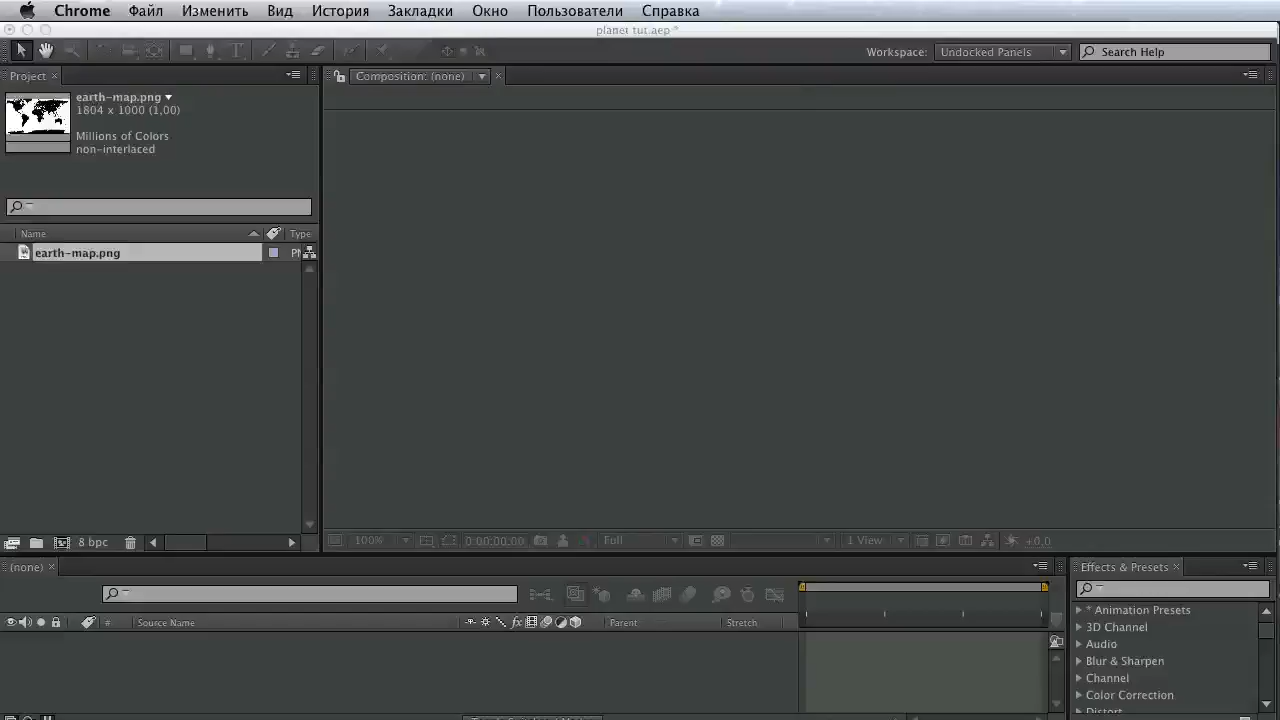 Chrome Файл Изменить Вид История Закладки Окно Пользователи Справка
planet tut.aep*
Workspace: Undocked Panels Search Help
Project
Composition: (none)
earth-map.png
1804 x 1000 (1,00)
Millions of Colors
non-interlaced
Name Type
earth-map.png
8 bpc
100% 0:00:00:00 Full 1 View +0,0
(none)
Effects & Presets
# Source Name Parent Stretch
* Animation Presets
3D Channel
Audio
Blur & Sharpen
Channel
Color Correction
Distort